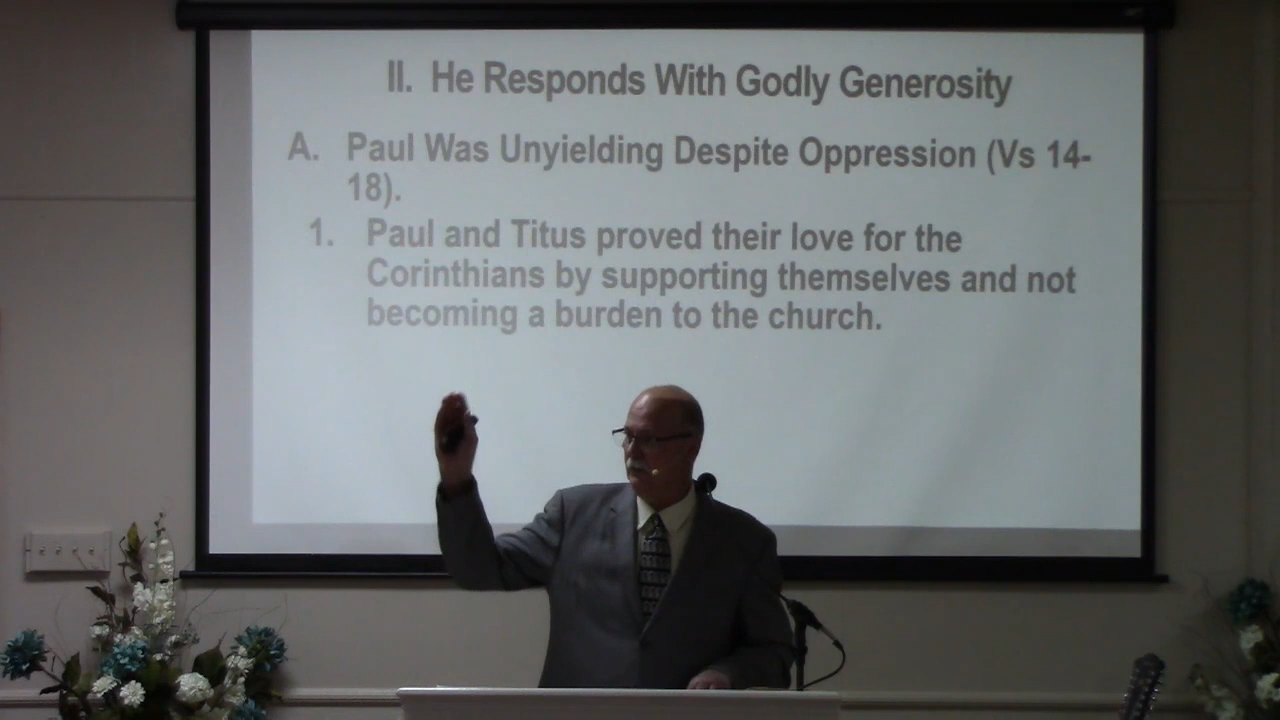 II. He Responds With Godly Generosity
A. Paul Was Unyielding Despite Oppression (Vs 14-
18).
1. Paul and Titus proved their love for the
Corinthians by supporting themselves and not
becoming a burden to the church.